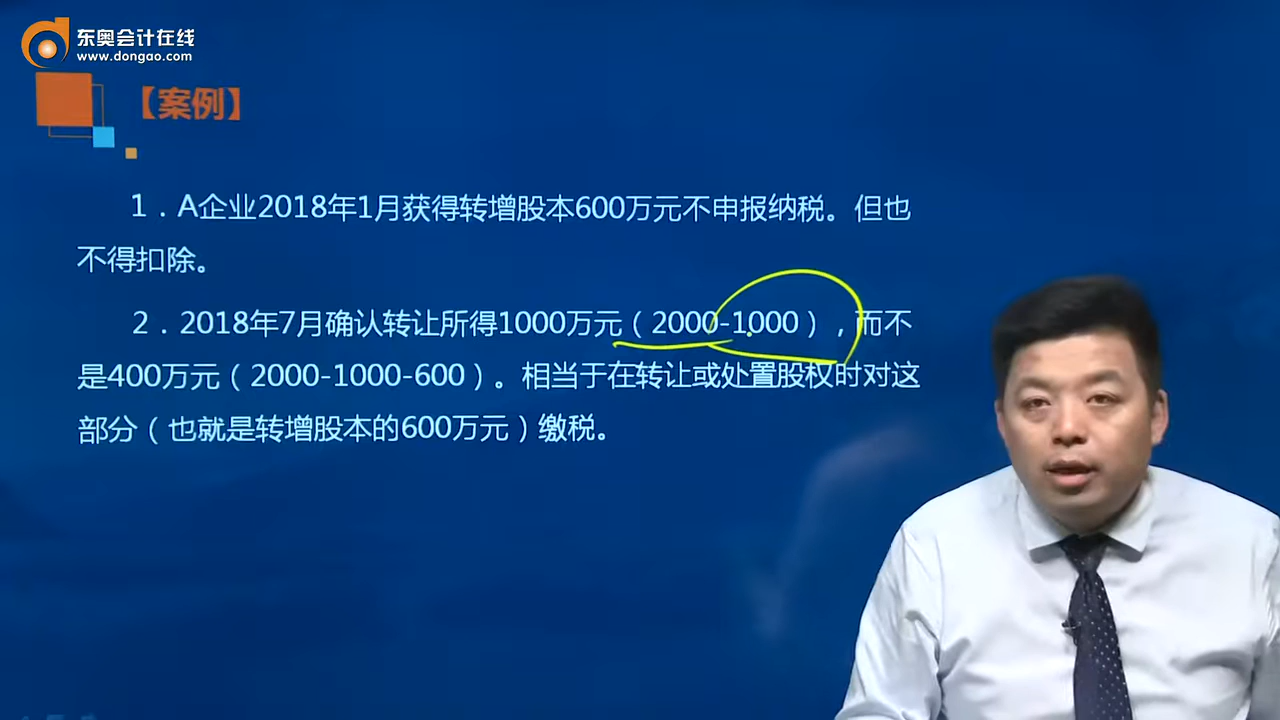 东奥会计在线
www.dongao.com
【案例】
1．A企业2018年1月获得转增股本600万元不申报纳税。但也
不得扣除。
2．2018年7月确认转让所得1000万元（2000-1000），而不
是400万元（2000-1000-600）。相当于在转让或处置股权时对这
部分（也就是转增股本的600万元）缴税。